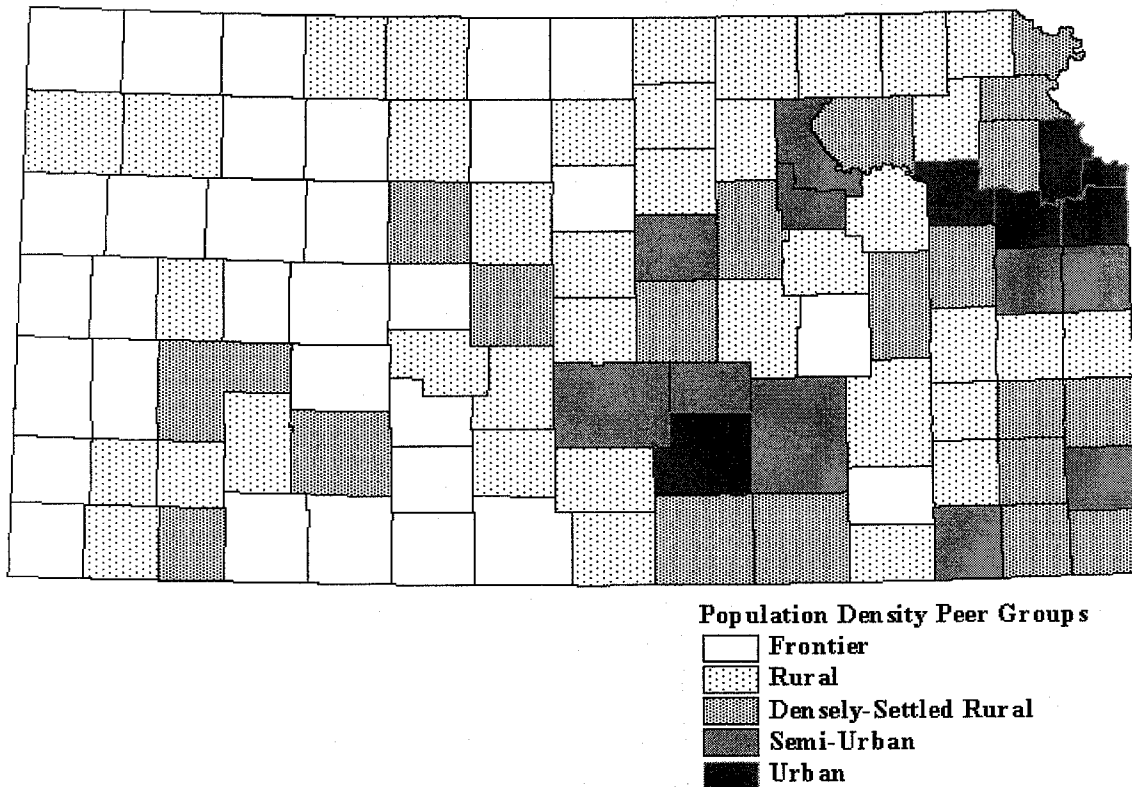 Population Density Peer Groups
Frontier
Rural
Densely-Settled Rural
Semi-Urban
Urban